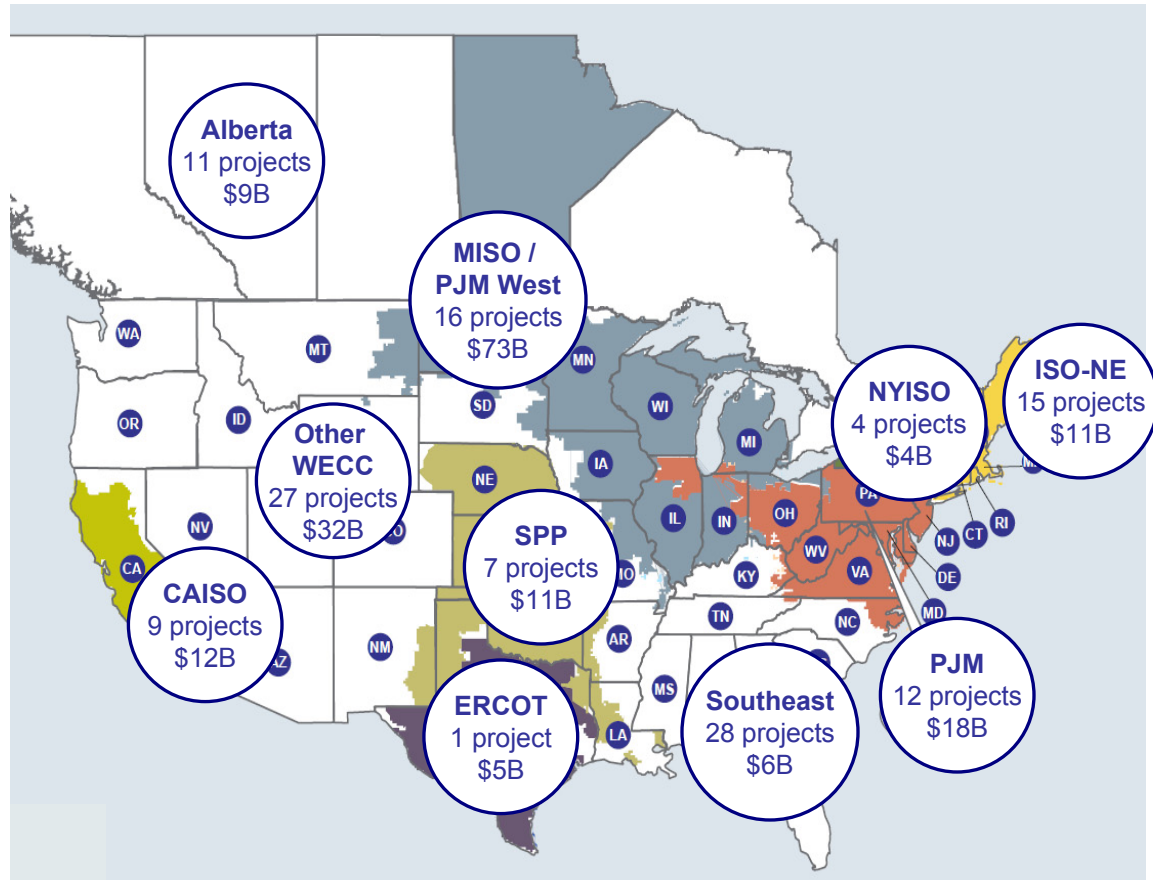 Alberta
11 projects
$9B
MISO /
PJM West
16 projects
$73B
WA
MT
MN
OR
ID
SD
WI
MI
NYISO
4 projects
$4B
ISO-NE
15 projects
$11B
Other
WECC
27 projects
$32B
NE
IA
IL
IN
OH
PA
NJ
CT
RI
NV
SPP
7 projects
$11B
WV
VA
DE
MD
KY
CA
CAISO
9 projects
$12B
NM
AR
TN
NC
MS
LA
ERCOT
1 project
$5B
Southeast
28 projects
$6B
PJM
12 projects
$18B